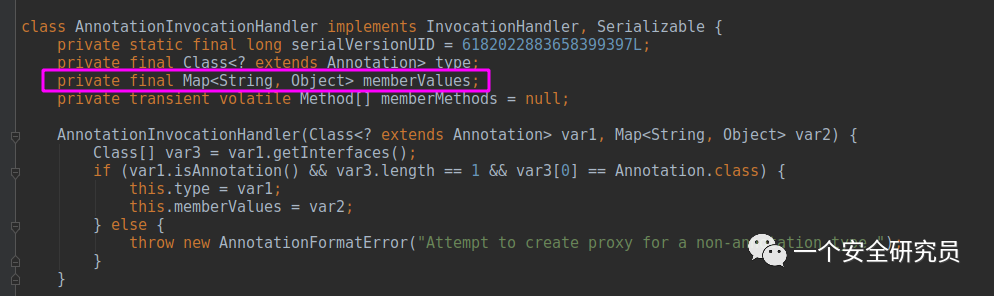 class AnnotationInvocationHandler implements InvocationHandler, Serializable {
private static final long serialVersionUID = 6182022883658399397L;
private final Class<? extends Annotation> type;
private final Map<String, Object> memberValues;
private transient volatile Method[] memberMethods = null;
AnnotationInvocationHandler(Class<? extends Annotation> var1, Map<String, Object> var2) {
Class[] var3 = var1.getInterfaces();
if (var1.isAnnotation() && var3.length == 1 && var3[0] == Annotation.class) {
this.type = var1;
this.memberValues = var2;
} else {
throw new AnnotationFormatError("Attempt to create proxy for a non-annotation type.");
}
}
一个安全研究员